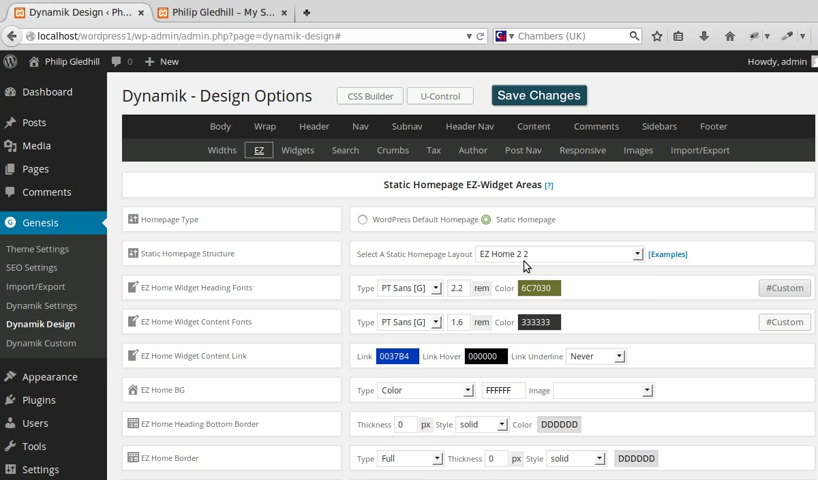 Dynamik Design ‹ Ph... × Philip Gledhill – My S... × +
localhost/wordpress1/wp-admin/admin.php?page=dynamik-design# Chambers (UK)
Philip Gledhill 0 New Howdy, admin
Dashboard
Posts
Media
Pages
Comments
Genesis
Theme Settings
SEO Settings
Import/Export
Dynamik Settings
Dynamik Design
Dynamik Custom
Appearance
Plugins
Users
Tools
Settings
Dynamik - Design Options CSS Builder U-Control Save Changes
Body Wrap Header Nav Subnav Header Nav Content Comments Sidebars Footer
Widths EZ Widgets Search Crumbs Tax Author Post Nav Responsive Images Import/Export
Static Homepage EZ-Widget Areas [?]
Homepage Type WordPress Default Homepage Static Homepage
Static Homepage Structure Select A Static Homepage Layout EZ Home 2 2 [Examples]
EZ Home Widget Heading Fonts Type PT Sans [G] 2.2 rem Color 6C7030 #Custom
EZ Home Widget Content Fonts Type PT Sans [G] 1.6 rem Color 333333 #Custom
EZ Home Widget Content Link Link 0037B4 Link Hover 000000 Link Underline Never
EZ Home BG Type Color FFFFFF Image
EZ Home Heading Bottom Border Thickness 0 px Style solid Color DDDDDD
EZ Home Border Type Full Thickness 0 px Style solid DDDDDD